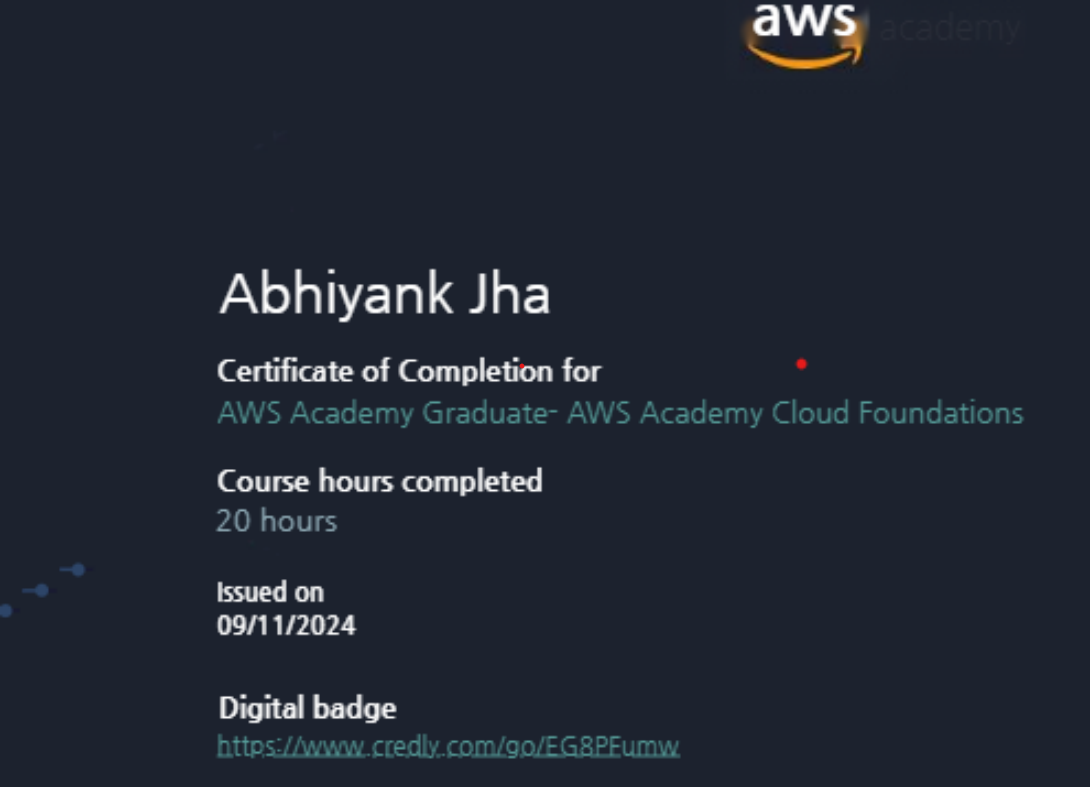 aws academy
Abhiyank Jha
Certificate of Completion for
AWS Academy Graduate- AWS Academy Cloud Foundations
Course hours completed
20 hours
Issued on
09/11/2024
Digital badge
https://www.credly.com/go/EG8PFumw